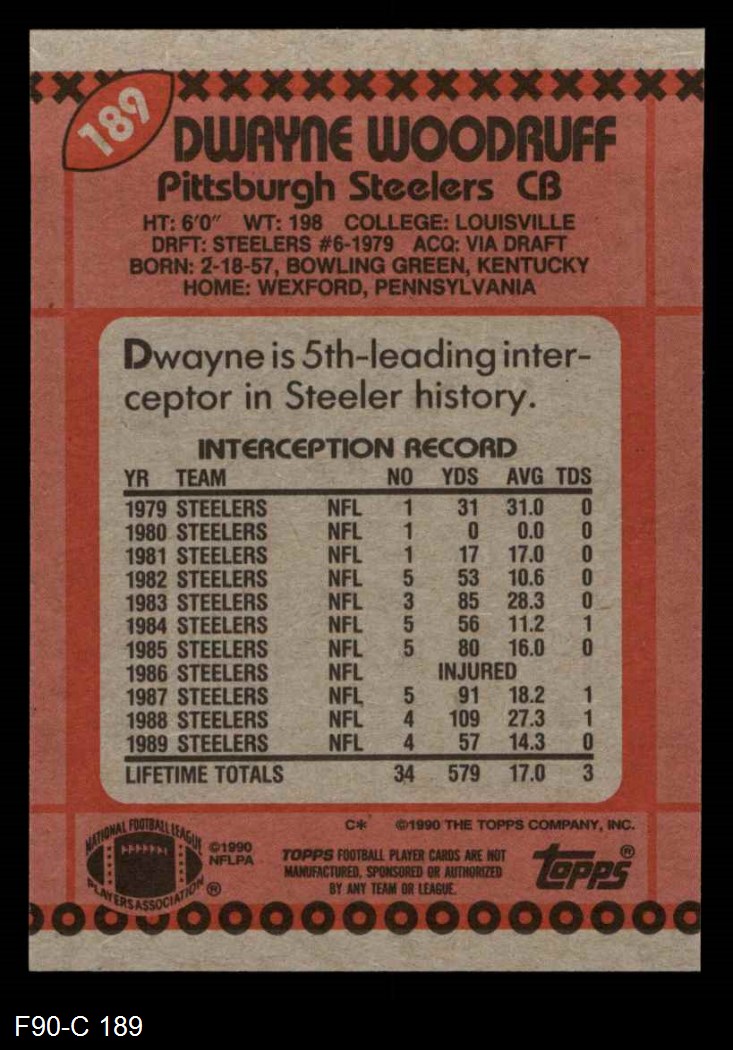 189
DWAYNE WOODRUFF
Pittsburgh Steelers CB
HT: 6'0" WT: 198 COLLEGE: LOUISVILLE
DRFT: STEELERS #6-1979 ACQ: VIA DRAFT
BORN: 2-18-57, BOWLING GREEN, KENTUCKY
HOME: WEXFORD, PENNSYLVANIA
Dwayne is 5th-leading inter-
ceptor in Steeler history.
INTERCEPTION RECORD
YR TEAM NO YDS AVG TDS
1979 STEELERS NFL 1 31 31.0 0
1980 STEELERS NFL 1 0 0.0 0
1981 STEELERS NFL 1 17 17.0 0
1982 STEELERS NFL 5 53 10.6 0
1983 STEELERS NFL 3 85 28.3 0
1984 STEELERS NFL 5 56 11.2 1
1985 STEELERS NFL 5 80 16.0 0
1986 STEELERS NFL INJURED
1987 STEELERS NFL 5 91 18.2 1
1988 STEELERS NFL 4 109 27.3 1
1989 STEELERS NFL 4 57 14.3 0
LIFETIME TOTALS 34 579 17.0 3
C* ©1990 THE TOPPS COMPANY, INC.
NATIONAL FOOTBALL LEAGUE
PLAYERS ASSOCIATION ®
©1990
NFLPA
TOPPS FOOTBALL PLAYER CARDS ARE NOT
MANUFACTURED, SPONSORED OR AUTHORIZED
BY ANY TEAM OR LEAGUE.
topps®
F90-C 189